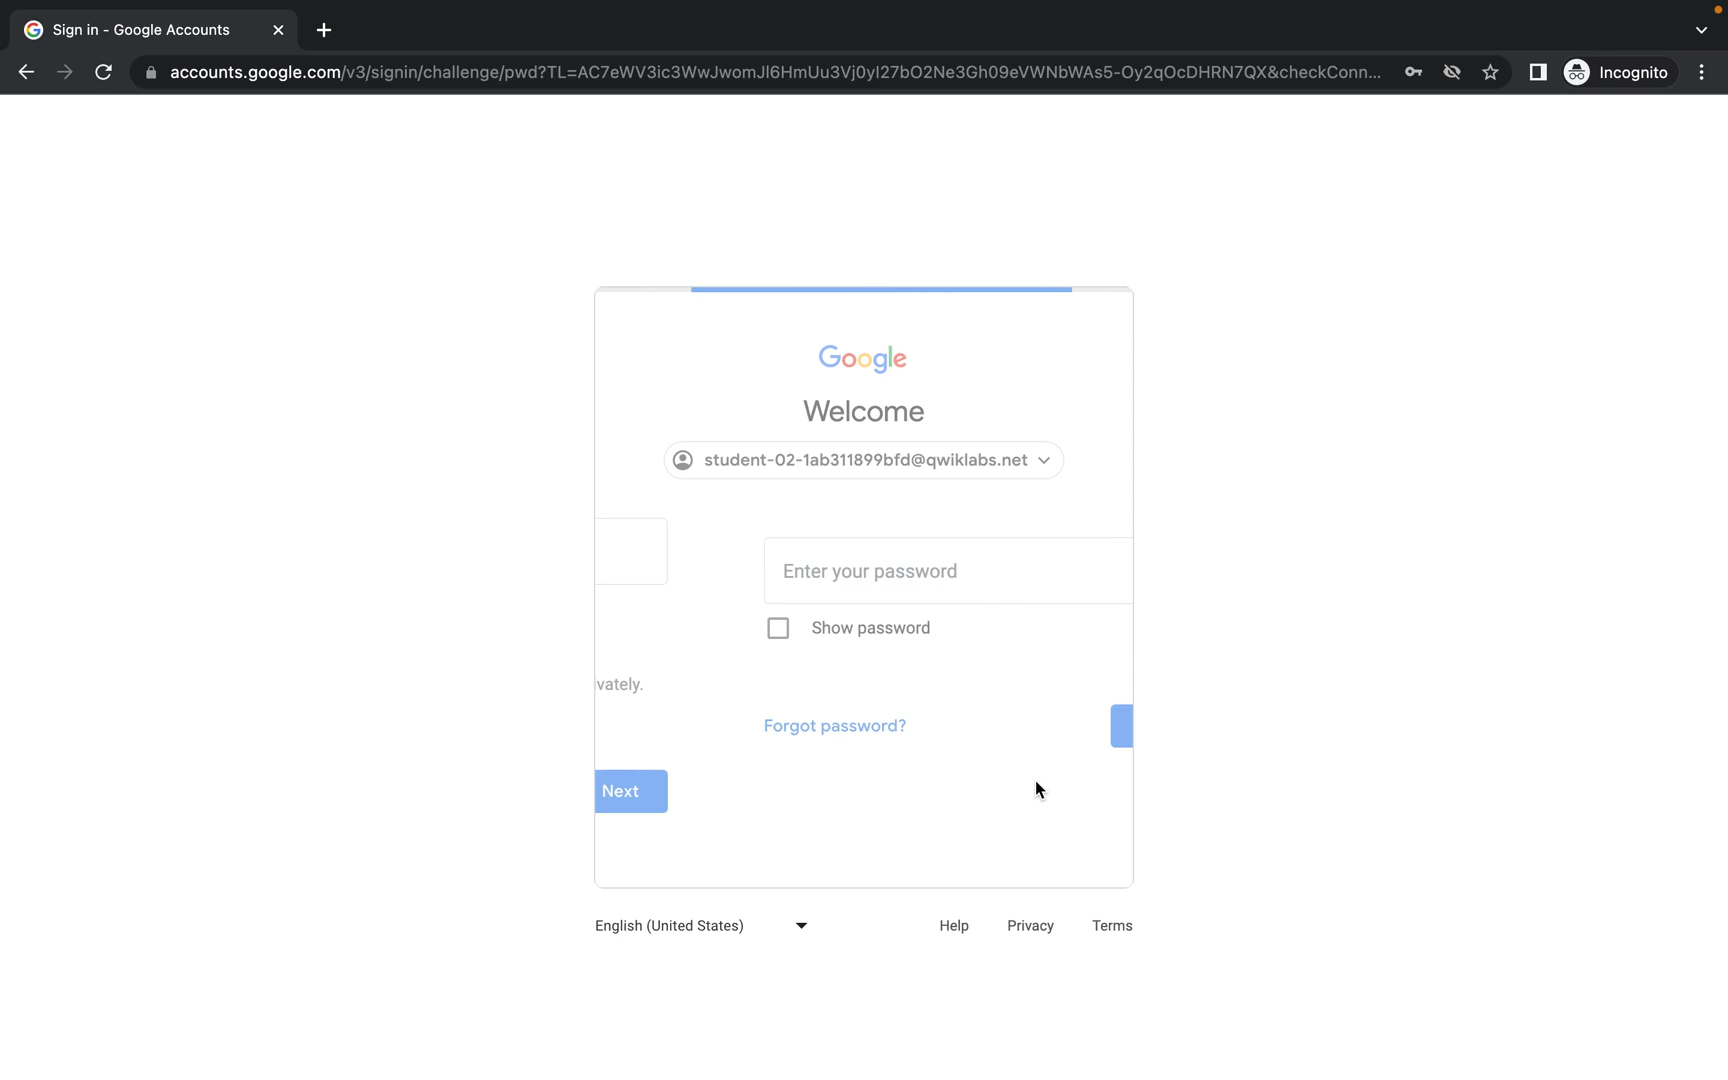 Sign in - Google Accounts
accounts.google.com/v3/signin/challenge/pwd?TL=AC7eWV3ic3WwJwomJl6HmUu3Vj0yI27bO2Ne3Gh09eVWNbWAs5-Oy2qOcDHRN7QX&checkConn...
Incognito
Google
Welcome
student-02-1ab311899bfd@qwiklabs.net
Enter your password
Show password
vately.
Forgot password?
Next
English (United States)
Help Privacy Terms